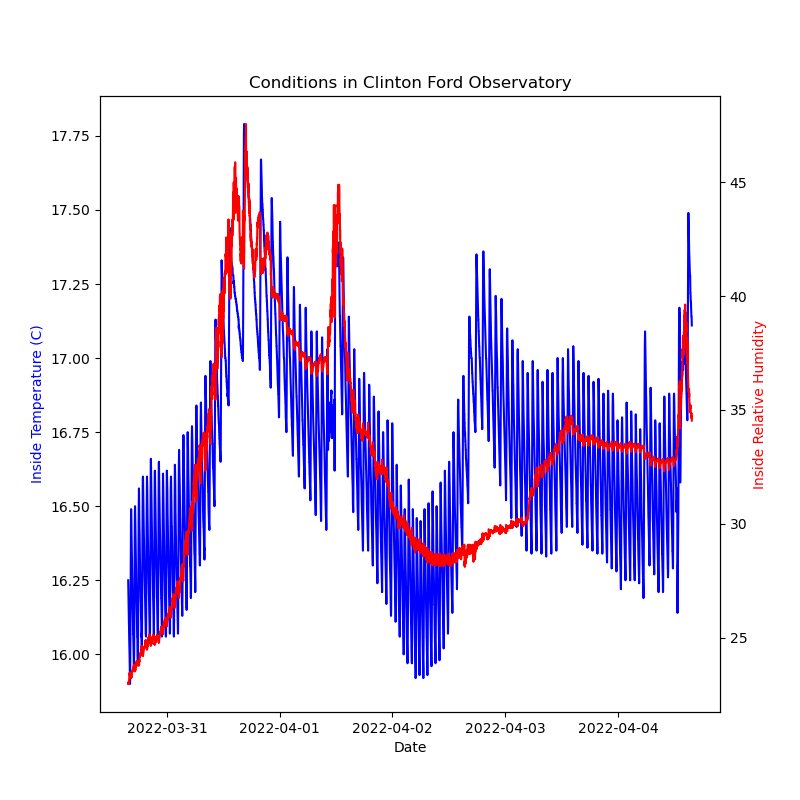 Conditions in Clinton Ford Observatory
17.75
17.50
17.25
17.00
16.75
16.50
16.25
16.00
Inside Temperature (C)
45
40
35
30
25
Inside Relative Humidity
2022-03-31 2022-04-01 2022-04-02 2022-04-03 2022-04-04
Date